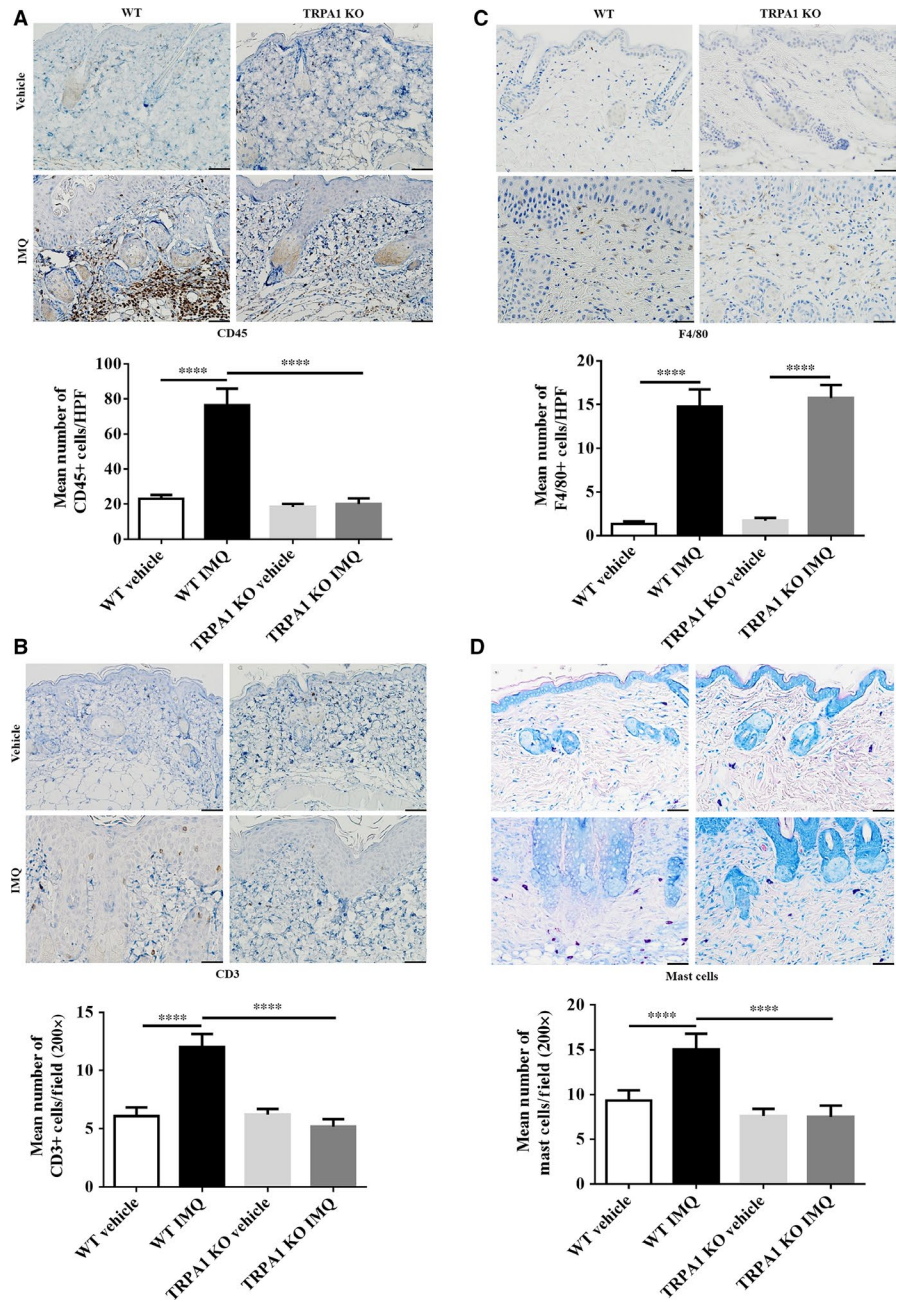 A
WT
TRPA1 KO
Vehicle
IMQ
CD45
Mean number of
CD45+ cells/HPF
100
80
60
40
20
0
****
****
WT vehicle
WT IMQ
TRPA1 KO vehicle
TRPA1 KO IMQ
C
WT
TRPA1 KO
F4/80
Mean number of
F4/80+ cells/HPF
20
15
10
5
0
****
****
WT vehicle
WT IMQ
TRPA1 KO vehicle
TRPA1 KO IMQ
B
Vehicle
IMQ
CD3
Mean number of
CD3+ cells/field (200×)
15
10
5
0
****
****
WT vehicle
WT IMQ
TRPA1 KO vehicle
TRPA1 KO IMQ
D
Mast cells
Mean number of
mast cells/field (200×)
20
15
10
5
0
****
****
WT vehicle
WT IMQ
TRPA1 KO vehicle
TRPA1 KO IMQ